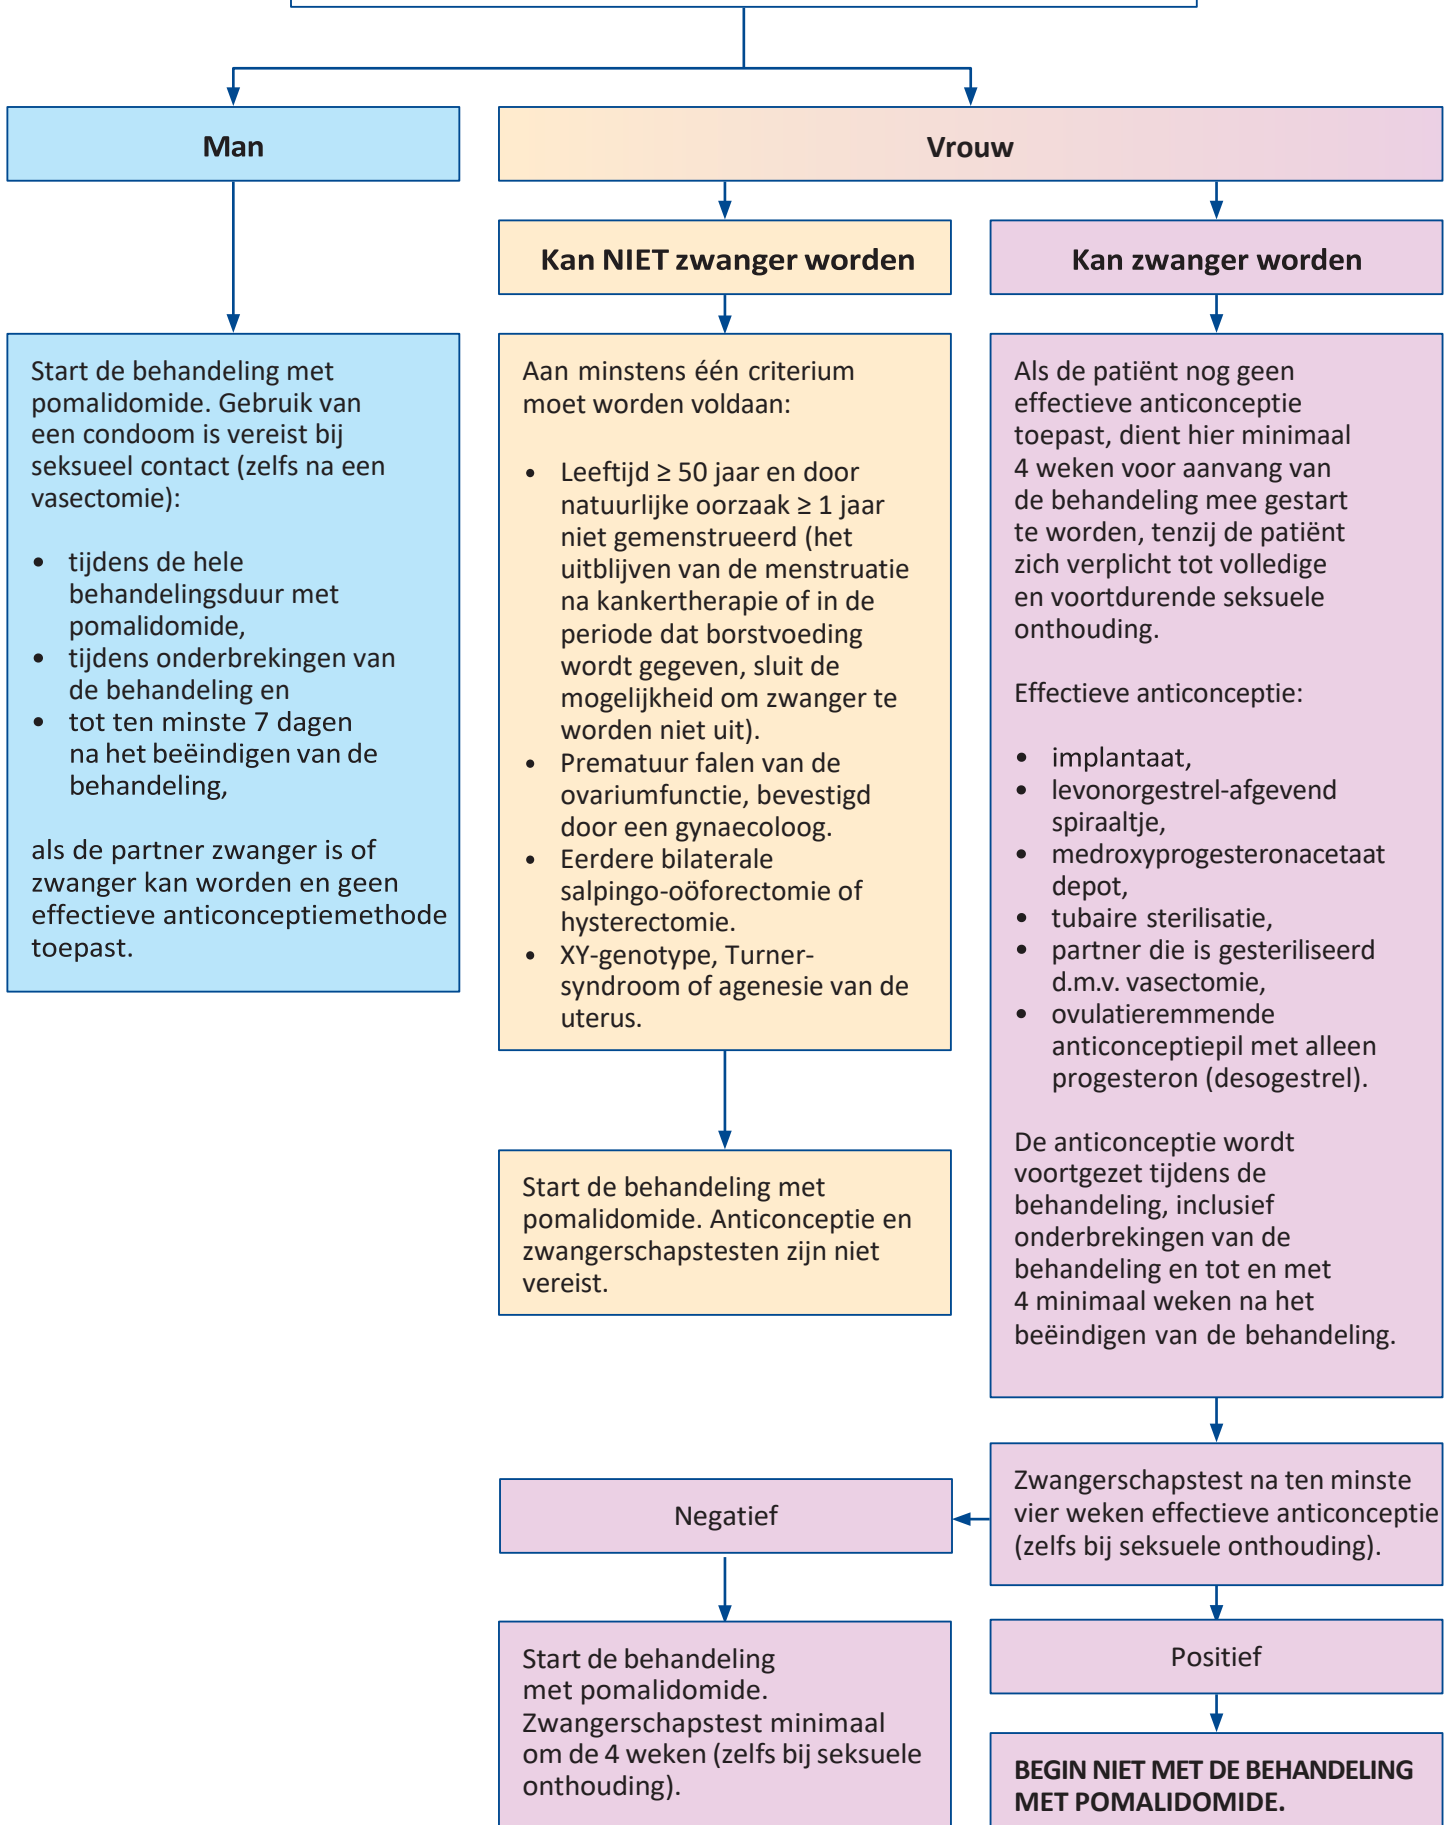 Man
Vrouw
Kan NIET zwanger worden
Kan zwanger worden
Start de behandeling met
pomalidomide. Gebruik van
een condoom is vereist bij
seksueel contact (zelfs na een
vasectomie):
• tijdens de hele
behandelingsduur met
pomalidomide,
• tijdens onderbrekingen van
de behandeling en
• tot ten minste 7 dagen
na het beëindigen van de
behandeling,
als de partner zwanger is of
zwanger kan worden en geen
effectieve anticonceptiemethode
toepast.
Aan minstens één criterium
moet worden voldaan:
• Leeftijd ≥ 50 jaar en door
natuurlijke oorzaak ≥ 1 jaar
niet gemenstrueerd (het
uitblijven van de menstruatie
na kankertherapie of in de
periode dat borstvoeding
wordt gegeven, sluit de
mogelijkheid om zwanger te
worden niet uit).
• Prematuur falen van de
ovariumfunctie, bevestigd
door een gynaecoloog.
• Eerdere bilaterale
salpingo-oöforectomie of
hysterectomie.
• XY-genotype, Turner-
syndroom of agenesie van de
uterus.
Start de behandeling met
pomalidomide. Anticonceptie en
zwangerschapstesten zijn niet
vereist.
Als de patiënt nog geen
effectieve anticonceptie
toepast, dient hier minimaal
4 weken voor aanvang van
de behandeling mee gestart
te worden, tenzij de patiënt
zich verplicht tot volledige
en voortdurende seksuele
onthouding.
Effectieve anticonceptie:
• implantaat,
• levonorgestrel-afgevend
spiraaltje,
• medroxyprogesteronacetaat
depot,
• tubaire sterilisatie,
• partner die is gesteriliseerd
d.m.v. vasectomie,
• ovulatieremmende
anticonceptiepil met alleen
progesteron (desogestrel).
De anticonceptie wordt
voortgezet tijdens de
behandeling, inclusief
onderbrekingen van de
behandeling en tot en met
4 minimaal weken na het
beëindigen van de behandeling.
Zwangerschapstest na ten minste
vier weken effectieve anticonceptie
(zelfs bij seksuele onthouding).
Negatief
Start de behandeling
met pomalidomide.
Zwangerschapstest minimaal
om de 4 weken (zelfs bij seksuele
onthouding).
Positief
BEGIN NIET MET DE BEHANDELING
MET POMALIDOMIDE.